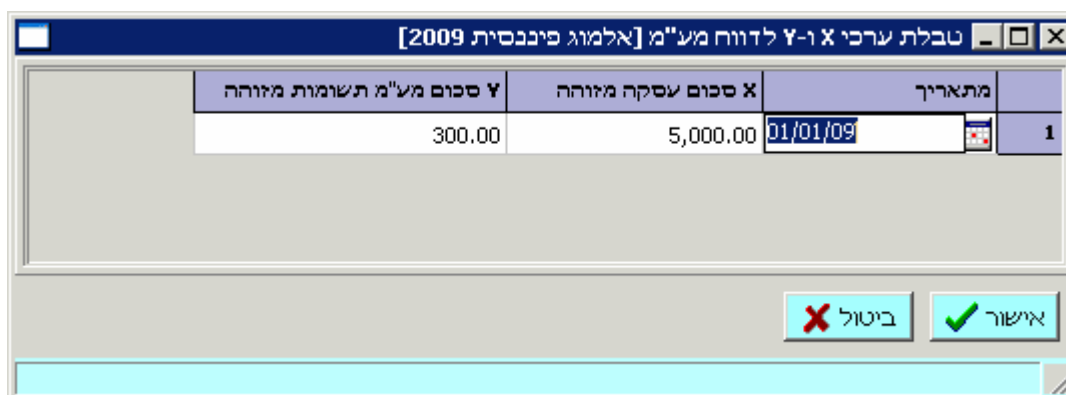 טבלת ערכי X ו-Y לדווח מע"מ [אלמוג פיננסית 2009]
מתאריך X סכום עסקה מזוהה Y סכום מע"מ תשומות מזוהה
1 01/01/09 5,000.00 300.00
אישור ביטול